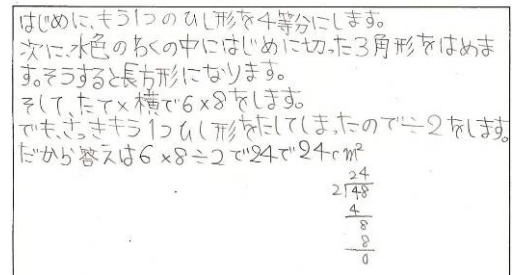 はじめに、もう1つのひし形を4等分にします。
次に、水色のわくの中にはじめに切った3角形をはめま
す。そうすると長方形になります。
そして、たて×横で6×8をします。
でも、さっきもう1つひし形をたしてしまったので÷2をします。
だから答えは6×8÷2で24で24cm²
24
2)48
4
8
8
0